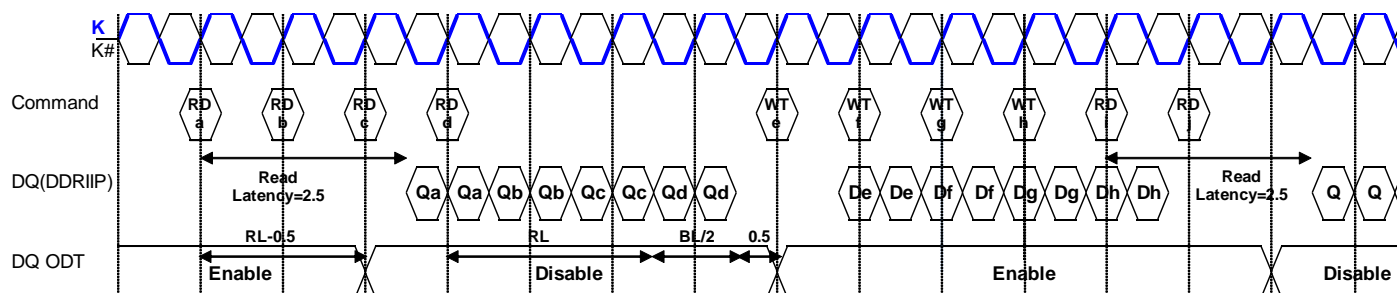 K
K#
Command RD a RD b RD c RD d WT e WT f WT g WT h RD i RD j
Read Latency=2.5 Read Latency=2.5
DQ(DDRIIP) Qa Qa Qb Qb Qc Qc Qd Qd De De Df Df Dg Dg Dh Dh Q Q
RL-0.5 RL BL/2 0.5
DQ ODT Enable Disable Enable Disable